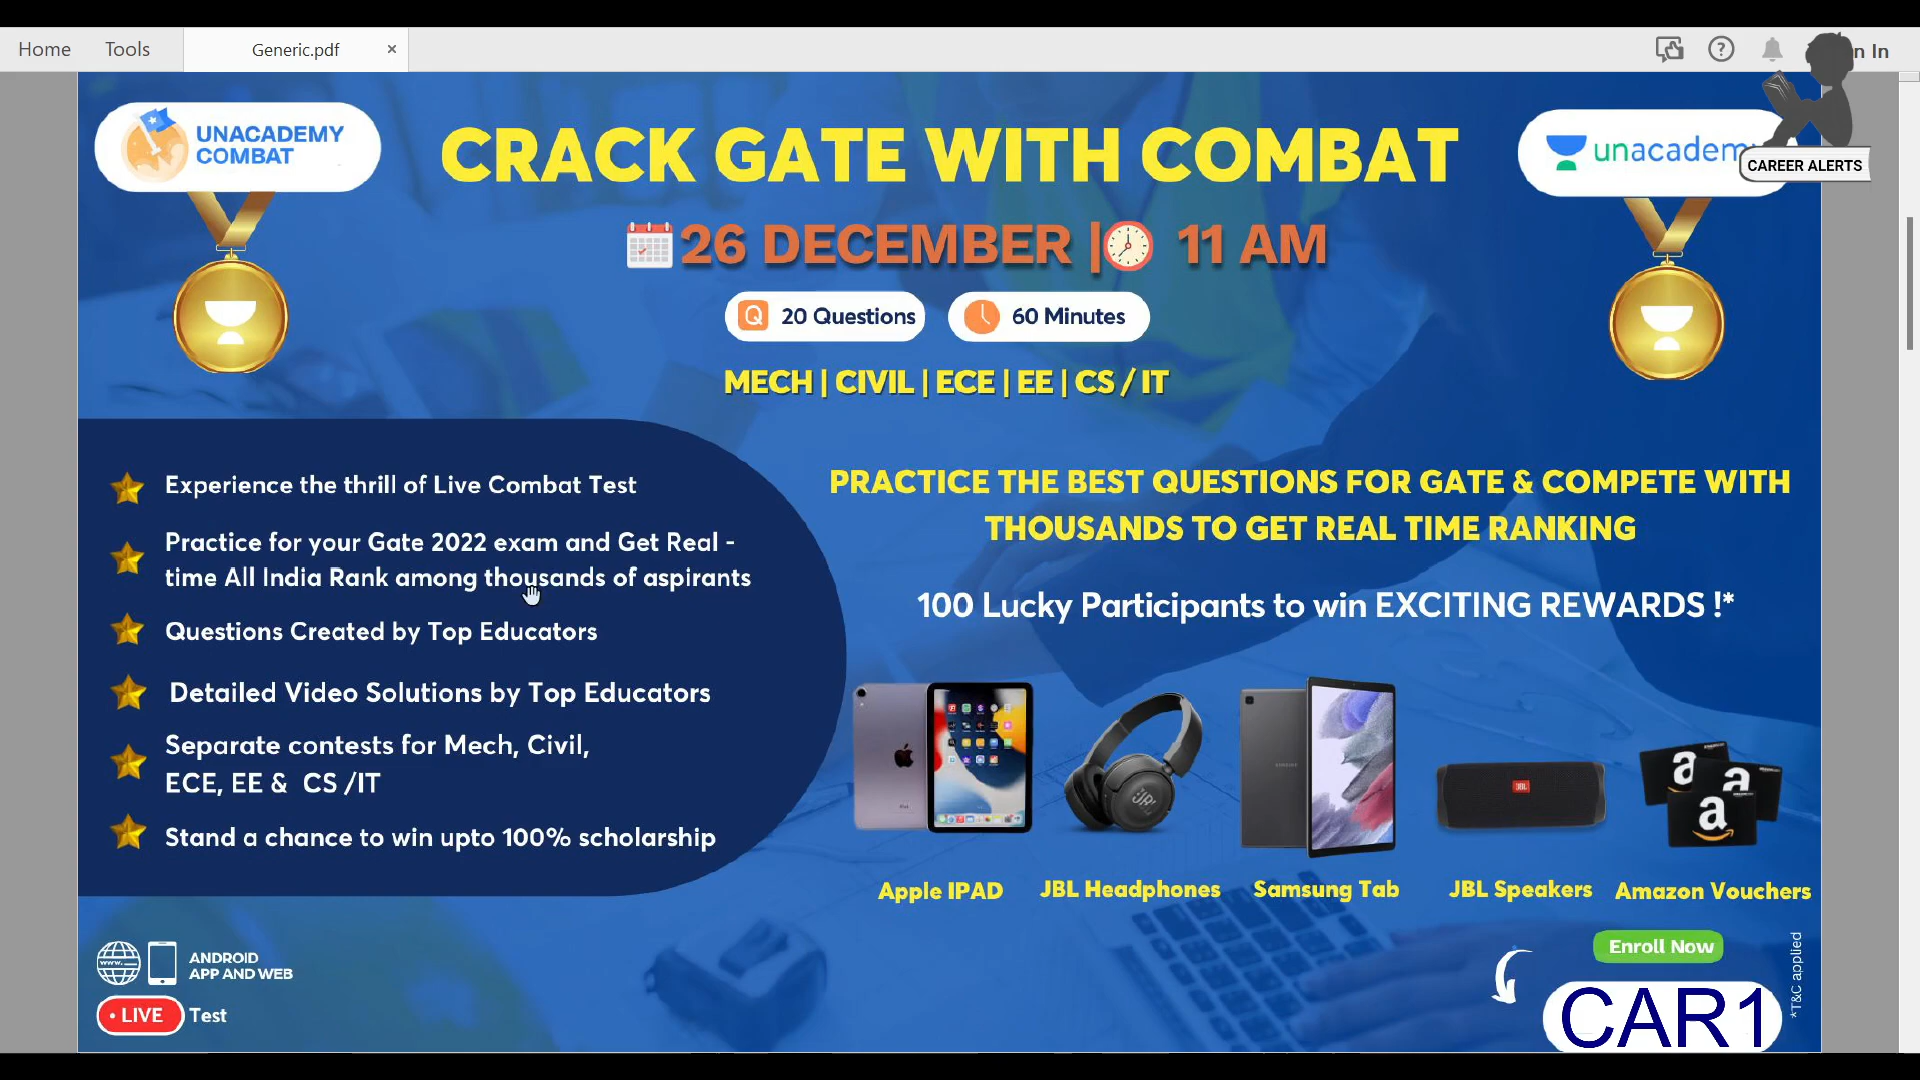 Home Tools Generic.pdf × ? n In
UNACADEMY
COMBAT
CRACK GATE WITH COMBAT
unacadem
CAREER ALERTS
26 DECEMBER | 11 AM
Q 20 Questions 60 Minutes
MECH | CIVIL | ECE | EE | CS / IT
Experience the thrill of Live Combat Test
Practice for your Gate 2022 exam and Get Real -
time All India Rank among thousands of aspirants
Questions Created by Top Educators
Detailed Video Solutions by Top Educators
Separate contests for Mech, Civil,
ECE, EE & CS /IT
Stand a chance to win upto 100% scholarship
PRACTICE THE BEST QUESTIONS FOR GATE & COMPETE WITH
THOUSANDS TO GET REAL TIME RANKING
100 Lucky Participants to win EXCITING REWARDS !*
SAMSUNG
JBL
JBL
a
a
a
Apple IPAD JBL Headphones Samsung Tab JBL Speakers Amazon Vouchers
www.
ANDROID
APP AND WEB
• LIVE Test
Enroll Now
CAR1
*T&C applied